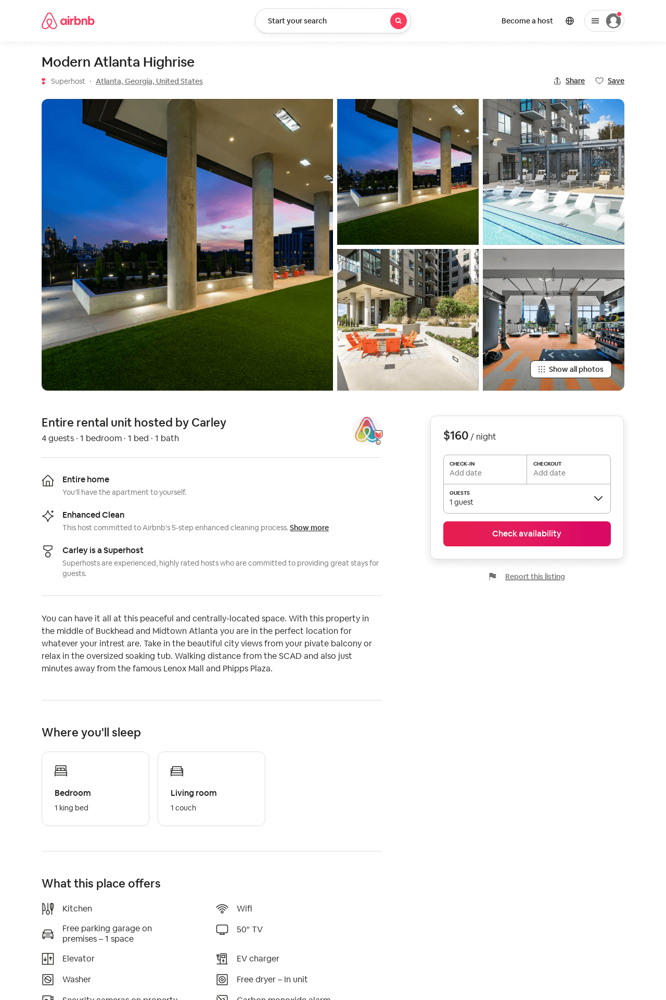 airbnb
Start your search
Become a host
Modern Atlanta Highrise
Superhost · Atlanta, Georgia, United States
Share
Save
Show all photos
Entire rental unit hosted by Carley
4 guests · 1 bedroom · 1 bed · 1 bath
$160 / night
CHECK-IN
Add date
CHECKOUT
Add date
GUESTS
1 guest
Check availability
Report this listing
Entire home
You’ll have the apartment to yourself.
Enhanced Clean
This host committed to Airbnb's 5-step enhanced cleaning process. Show more
Carley is a Superhost
Superhosts are experienced, highly rated hosts who are committed to providing great stays for
guests.
You can have it all at this peaceful and centrally-located space. With this property in
the middle of Buckhead and Midtown Atlanta you are in the perfect location for
whatever your intrest are. Take in the beautiful city views from your pivate balcony or
relax in the oversized soaking tub. Walking distance from the SCAD and also just
minutes away from the famous Lenox Mall and Phipps Plaza.
Where you'll sleep
Bedroom
1 king bed
Living room
1 couch
What this place offers
Kitchen
Wifi
Free parking garage on
premises – 1 space
50" TV
Elevator
EV charger
Washer
Free dryer – In unit
Security cameras on property
Carbon monoxide alarm